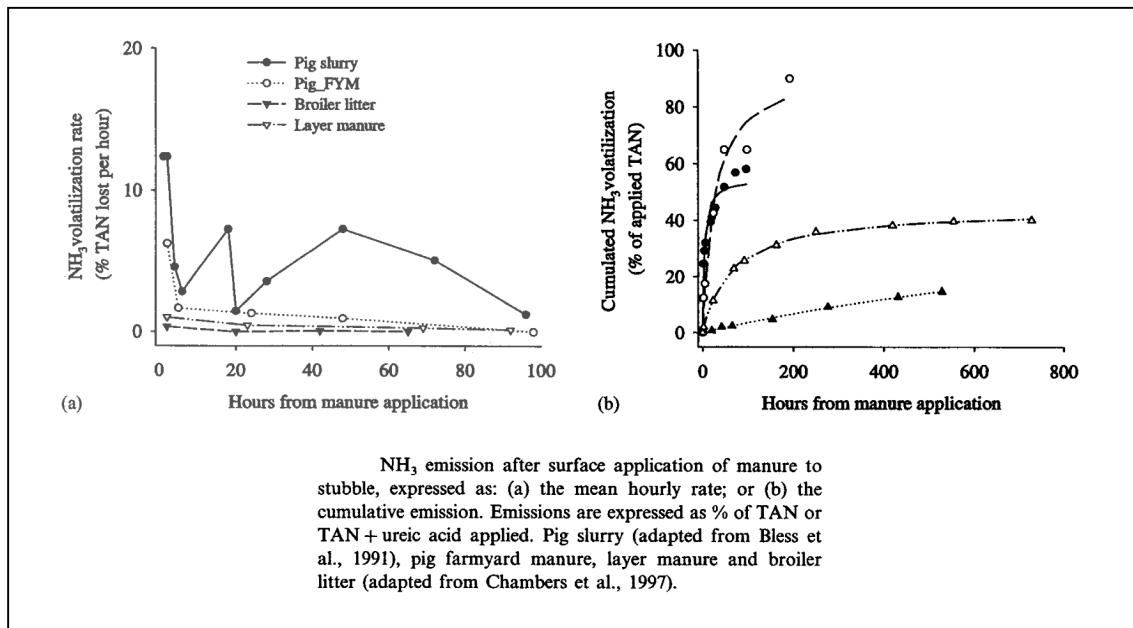 20
10
0
NH₃volatilization rate
(% TAN lost per hour)
Pig slurry
Pig_FYM
Broiler litter
Layer manure
0 20 40 60 80 100
(a)
Hours from manure application
100
80
60
40
20
0
Cumulated NH₃volatilization
(% of applied TAN)
0 200 400 600 800
(b)
Hours from manure application
NH₃ emission after surface application of manure to
stubble, expressed as: (a) the mean hourly rate; or (b) the
cumulative emission. Emissions are expressed as % of TAN or
TAN + ureic acid applied. Pig slurry (adapted from Bless et
al., 1991), pig farmyard manure, layer manure and broiler
litter (adapted from Chambers et al., 1997).